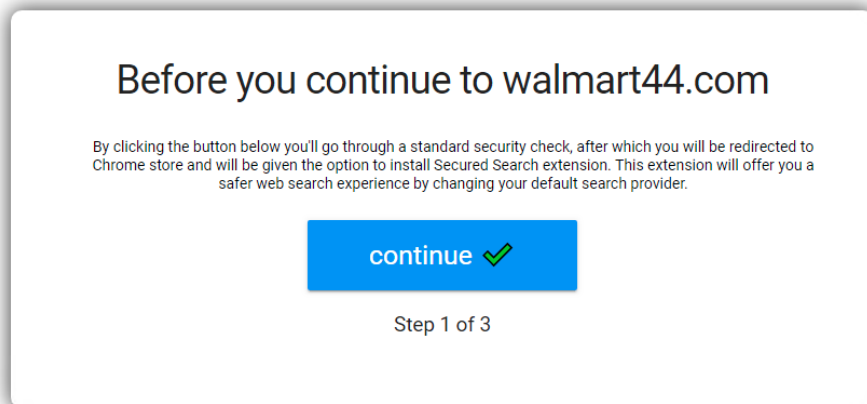 Before you continue to walmart44.com
By clicking the button below you'll go through a standard security check, after which you will be redirected to
Chrome store and will be given the option to install Secured Search extension. This extension will offer you a
safer web search experience by changing your default search provider.
continue
Step 1 of 3